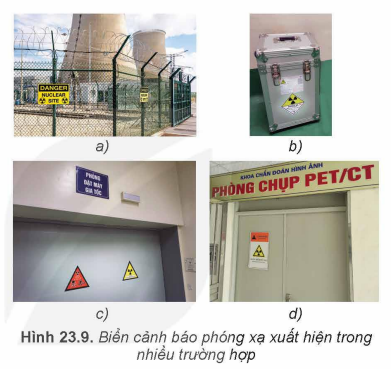 DANGER
NUCLEAR
SITE
a)
b)
PHÒNG
ĐẶT MÁY
GIA TỐC
c)
KHOA CHẨN ĐOÁN HÌNH ẢNH
PHÒNG CHỤP PET/CT
d)
Hình 23.9. Biển cảnh báo phóng xạ xuất hiện trong
nhiều trường hợp